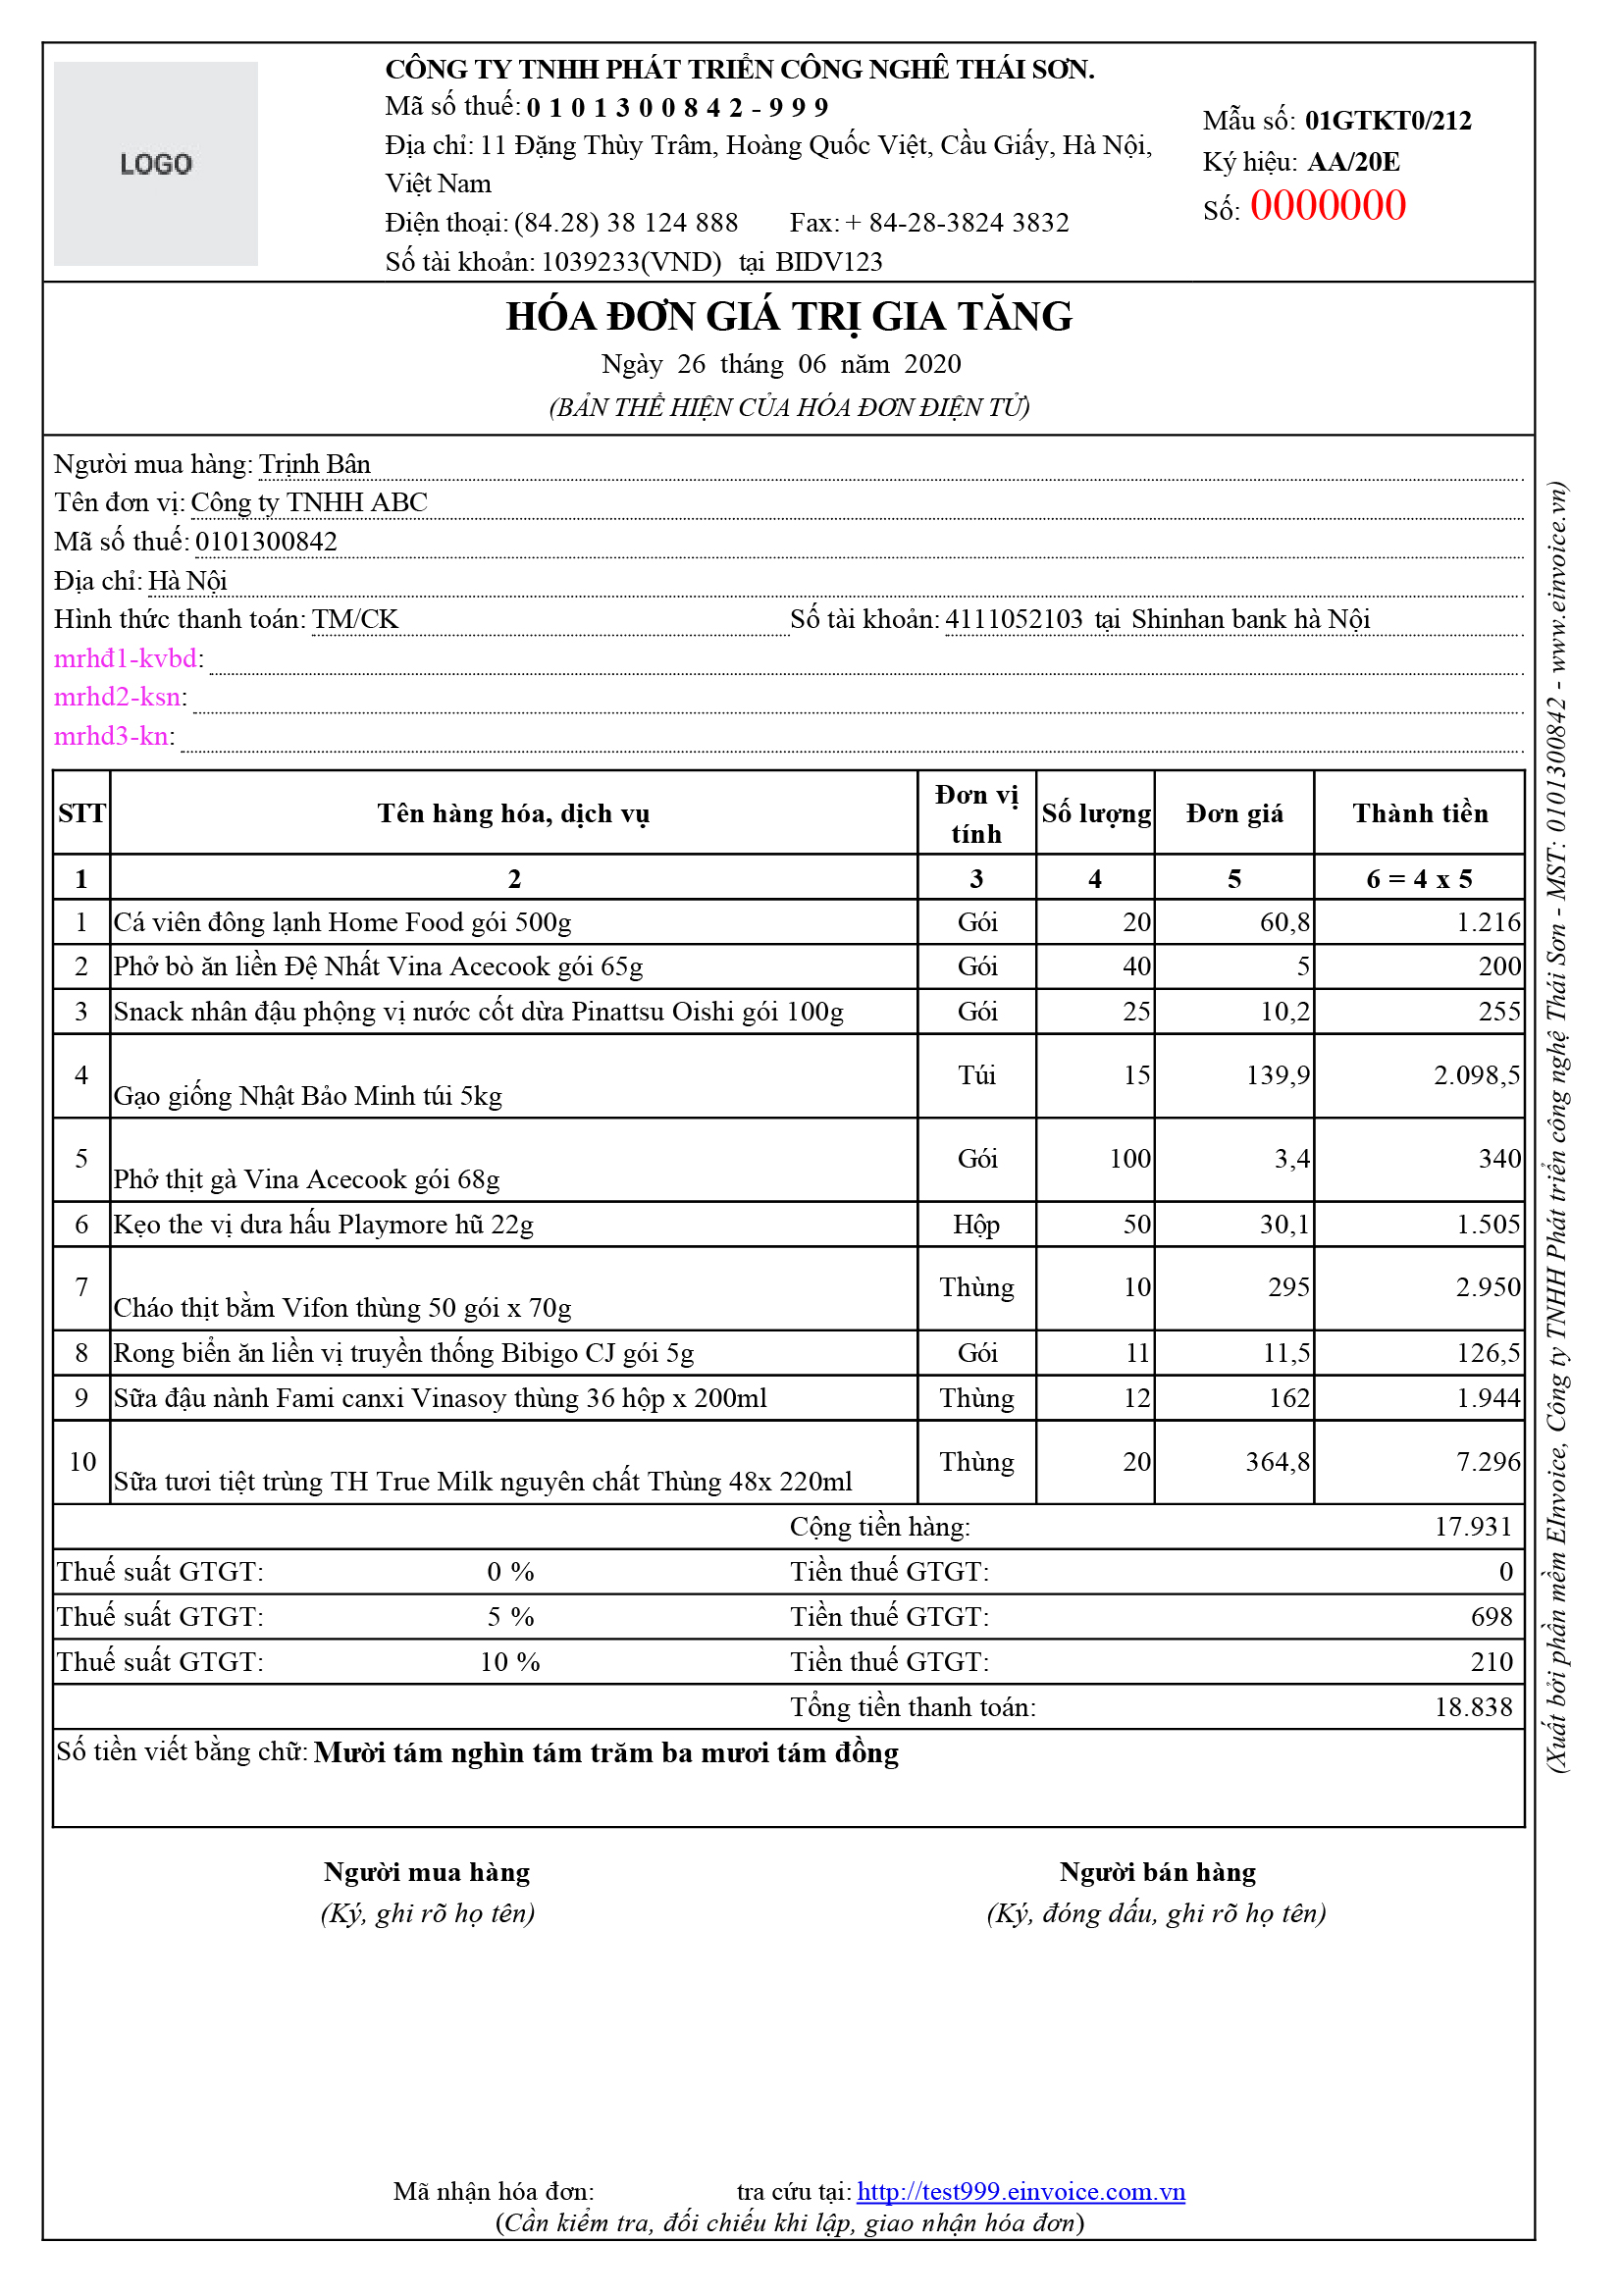 LOGO
CÔNG TY TNHH PHÁT TRIỂN CÔNG NGHÊ THÁI SƠN.
Mã số thuế: 0 1 0 1 3 0 0 8 4 2 - 9 9 9
Địa chỉ: 11 Đặng Thùy Trâm, Hoàng Quốc Việt, Cầu Giấy, Hà Nội,
Việt Nam
Điện thoại: (84.28) 38 124 888 Fax: + 84-28-3824 3832
Số tài khoản: 1039233(VND) tại BIDV123
Mẫu số: 01GTKT0/212
Ký hiệu: AA/20E
Số: 0000000
HÓA ĐƠN GIÁ TRỊ GIA TĂNG
Ngày 26 tháng 06 năm 2020
(BẢN THỂ HIỆN CỦA HÓA ĐƠN ĐIỆN TỬ)
Người mua hàng: Trịnh Bân
Tên đơn vị: Công ty TNHH ABC
Mã số thuế: 0101300842
Địa chỉ: Hà Nội
Hình thức thanh toán: TM/CK Số tài khoản: 4111052103 tại Shinhan bank hà Nội
mrhđ1-kvbd:
mrhd2-ksn:
mrhd3-kn:
STT Tên hàng hóa, dịch vụ Đơn vị tính Số lượng Đơn giá Thành tiền
1 2 3 4 5 6 = 4 x 5
1 Cá viên đông lạnh Home Food gói 500g Gói 20 60,8 1.216
2 Phở bò ăn liền Đệ Nhất Vina Acecook gói 65g Gói 40 5 200
3 Snack nhân đậu phộng vị nước cốt dừa Pinattsu Oishi gói 100g Gói 25 10,2 255
4 Gạo giống Nhật Bảo Minh túi 5kg Túi 15 139,9 2.098,5
5 Phở thịt gà Vina Acecook gói 68g Gói 100 3,4 340
6 Kẹo the vị dưa hấu Playmore hũ 22g Hộp 50 30,1 1.505
7 Cháo thịt bằm Vifon thùng 50 gói x 70g Thùng 10 295 2.950
8 Rong biển ăn liền vị truyền thống Bibigo CJ gói 5g Gói 11 11,5 126,5
9 Sữa đậu nành Fami canxi Vinasoy thùng 36 hộp x 200ml Thùng 12 162 1.944
10 Sữa tươi tiệt trùng TH True Milk nguyên chất Thùng 48x 220ml Thùng 20 364,8 7.296
Cộng tiền hàng: 17.931
Thuế suất GTGT: 0 % Tiền thuế GTGT: 0
Thuế suất GTGT: 5 % Tiền thuế GTGT: 698
Thuế suất GTGT: 10 % Tiền thuế GTGT: 210
Tổng tiền thanh toán: 18.838
Số tiền viết bằng chữ: Mười tám nghìn tám trăm ba mươi tám đồng
Người mua hàng Người bán hàng
(Ký, ghi rõ họ tên) (Ký, đóng dấu, ghi rõ họ tên)
Mã nhận hóa đơn: tra cứu tại: http://test999.einvoice.com.vn
(Cần kiểm tra, đối chiếu khi lập, giao nhận hóa đơn)
(Xuất bởi phần mềm EInvoice, Công ty TNHH Phát triển công nghệ Thái Sơn - MST: 0101300842 - www.einvoice.vn)